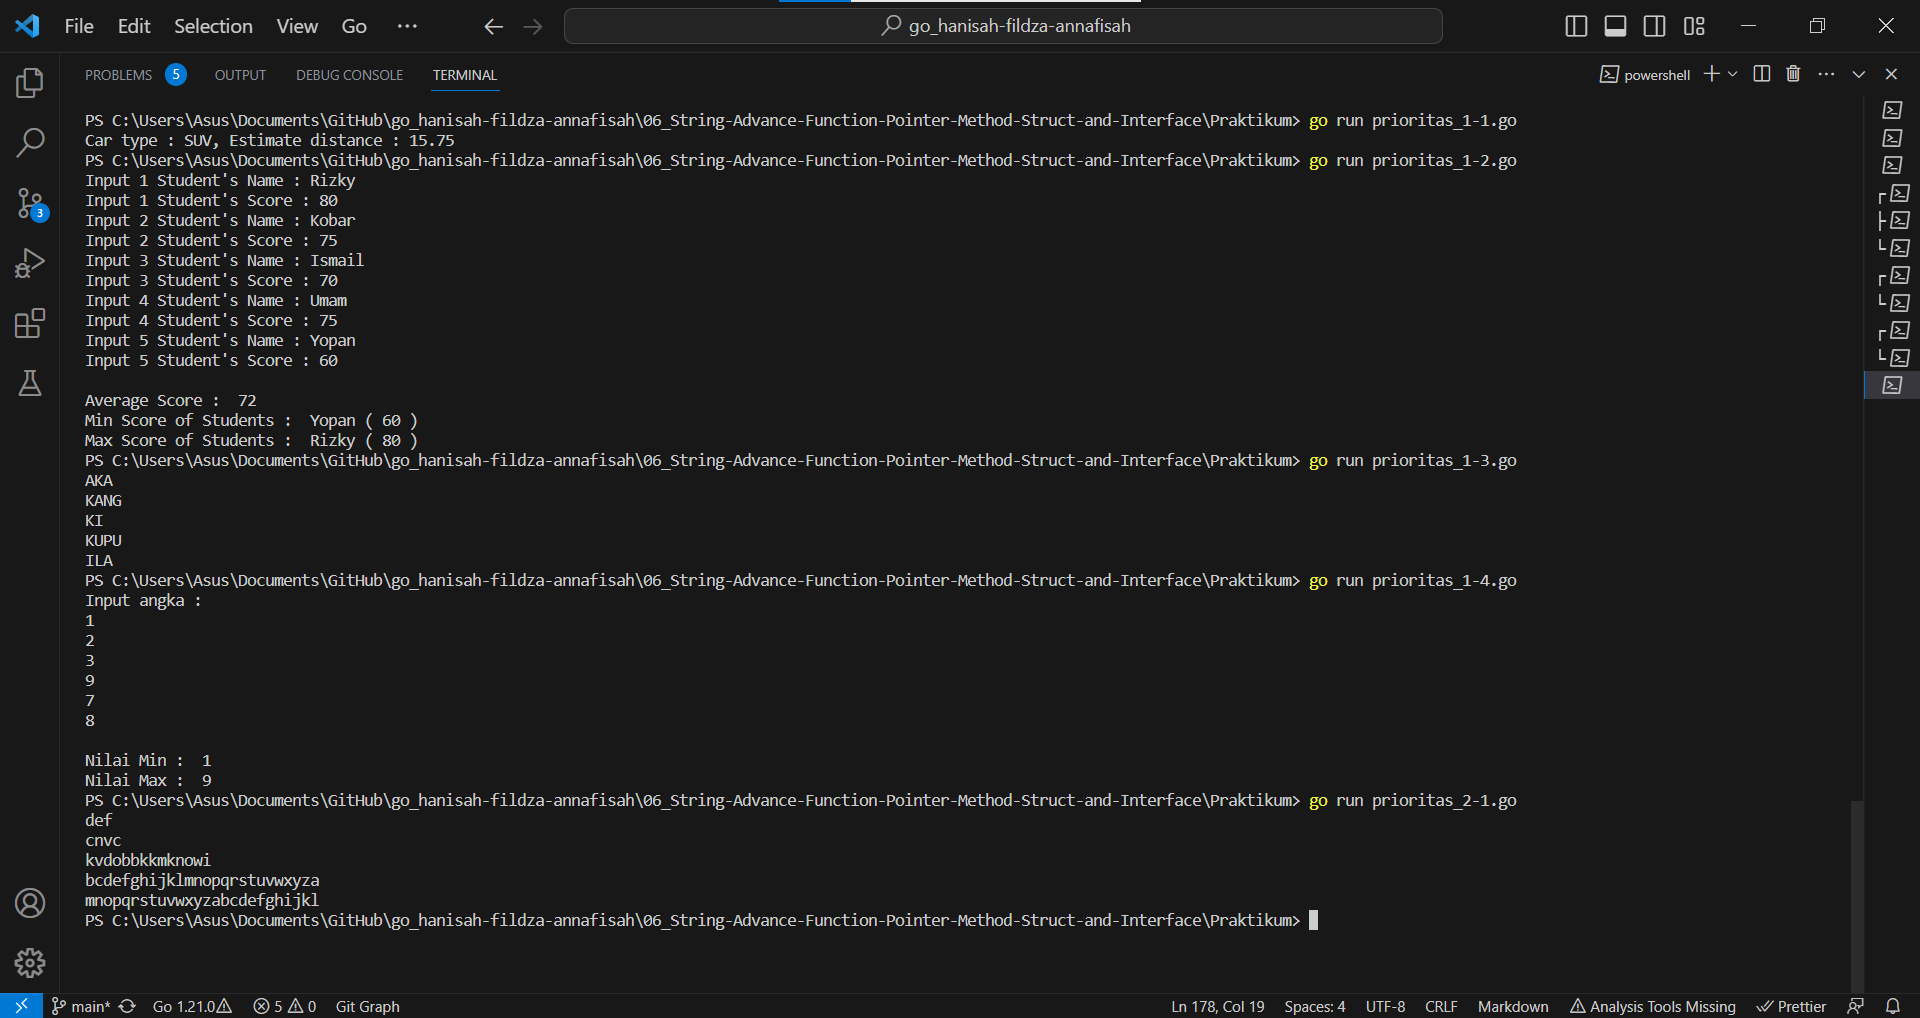 File Edit Selection View Go ··· go_hanisah-fildza-annafisah
PROBLEMS 5 OUTPUT DEBUG CONSOLE TERMINAL powershell
PS C:\Users\Asus\Documents\GitHub\go_hanisah-fildza-annafisah\06_String-Advance-Function-Pointer-Method-Struct-and-Interface\Praktikum> go run prioritas_1-1.go
Car type : SUV, Estimate distance : 15.75
PS C:\Users\Asus\Documents\GitHub\go_hanisah-fildza-annafisah\06_String-Advance-Function-Pointer-Method-Struct-and-Interface\Praktikum> go run prioritas_1-2.go
Input 1 Student's Name : Rizky
Input 1 Student's Score : 80
Input 2 Student's Name : Kobar
Input 2 Student's Score : 75
Input 3 Student's Name : Ismail
Input 3 Student's Score : 70
Input 4 Student's Name : Umam
Input 4 Student's Score : 75
Input 5 Student's Name : Yopan
Input 5 Student's Score : 60
Average Score :  72
Min Score of Students :  Yopan ( 60 )
Max Score of Students :  Rizky ( 80 )
PS C:\Users\Asus\Documents\GitHub\go_hanisah-fildza-annafisah\06_String-Advance-Function-Pointer-Method-Struct-and-Interface\Praktikum> go run prioritas_1-3.go
AKA
KANG
KI
KUPU
ILA
PS C:\Users\Asus\Documents\GitHub\go_hanisah-fildza-annafisah\06_String-Advance-Function-Pointer-Method-Struct-and-Interface\Praktikum> go run prioritas_1-4.go
Input angka :
1
2
3
9
7
8
Nilai Min :  1
Nilai Max :  9
PS C:\Users\Asus\Documents\GitHub\go_hanisah-fildza-annafisah\06_String-Advance-Function-Pointer-Method-Struct-and-Interface\Praktikum> go run prioritas_2-1.go
def
cnvc
kvdobbkkmknowi
bcdefghijklmnopqrstuvwxyza
mnopqrstuvwxyzabcdefghijkl
PS C:\Users\Asus\Documents\GitHub\go_hanisah-fildza-annafisah\06_String-Advance-Function-Pointer-Method-Struct-and-Interface\Praktikum>
3
main* Go 1.21.0 5 0 Git Graph Ln 178, Col 19 Spaces: 4 UTF-8 CRLF Markdown Analysis Tools Missing Prettier